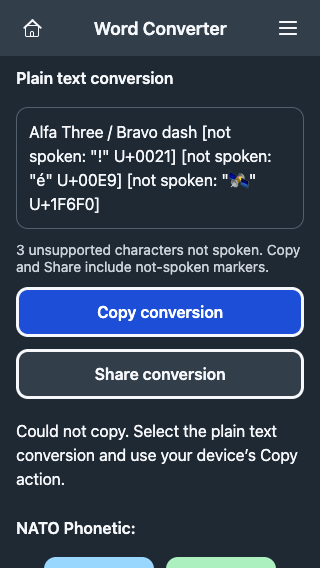 Word Converter
Plain text conversion
Alfa Three / Bravo dash [not
spoken: "!" U+0021] [not spoken:
"é" U+00E9] [not spoken: "🛰️"
U+1F6F0]
3 unsupported characters not spoken. Copy
and Share include not-spoken markers.
Copy conversion
Share conversion
Could not copy. Select the plain text
conversion and use your device’s Copy
action.
NATO Phonetic: